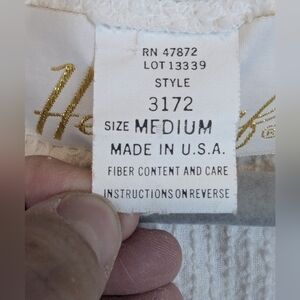 RN 47872
LOT 13339
STYLE
3172
SIZE MEDIUM
MADE IN U.S.A.
FIBER CONTENT AND CARE
INSTRUCTIONS ON REVERSE